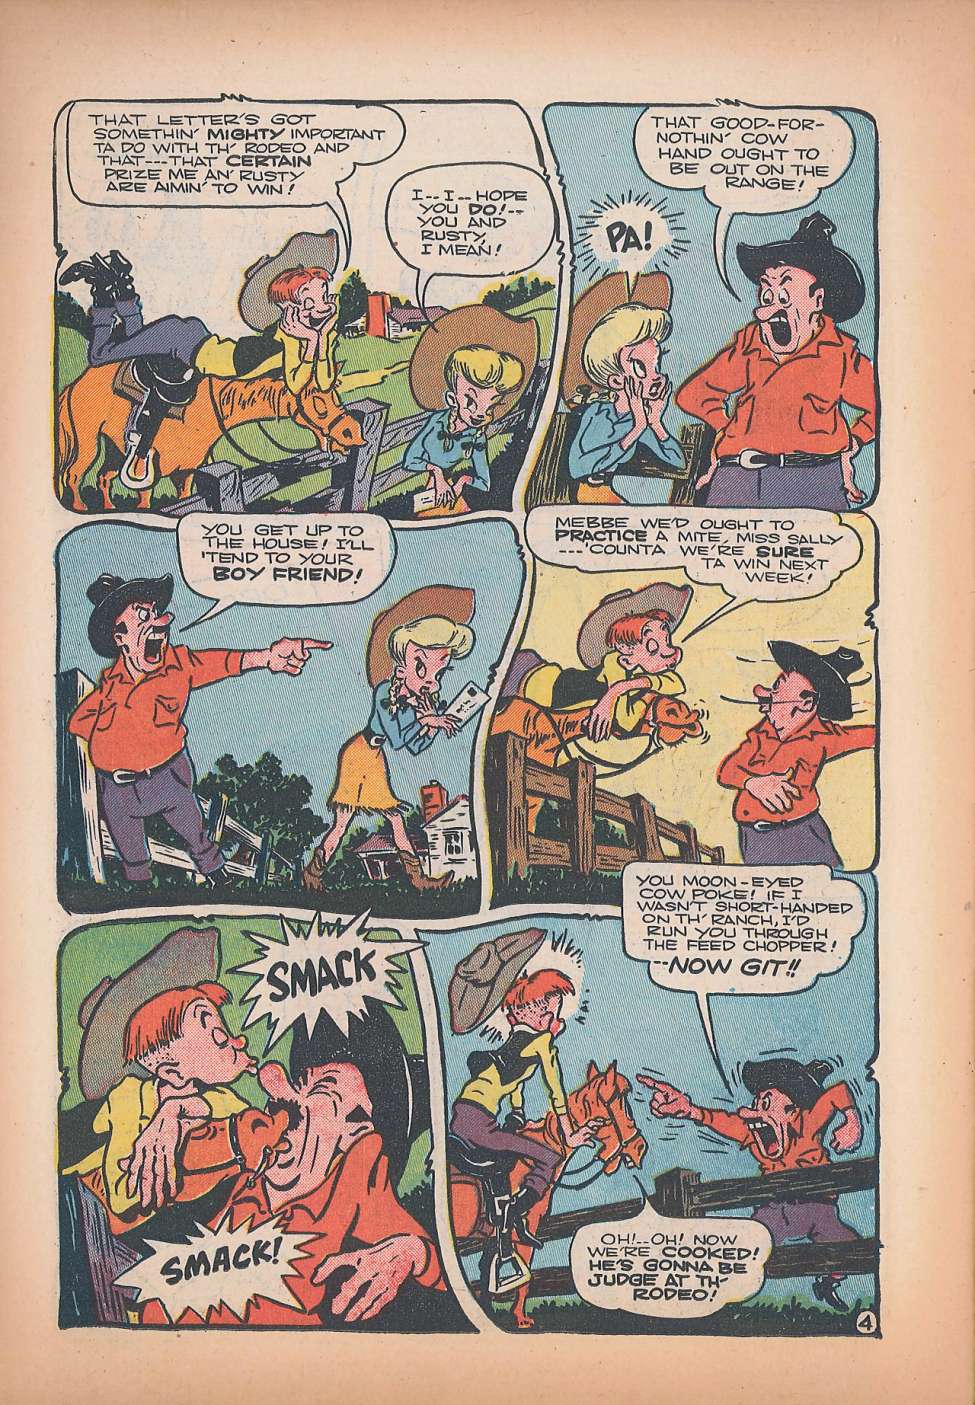 THAT LETTER'S GOT
SOMETHIN' MIGHTY IMPORTANT
TA DO WITH TH' RODEO AND
THAT---THAT CERTAIN
PRIZE ME AN' RUSTY
ARE AIMIN' TO WIN!
I--I--HOPE
YOU DO!--
YOU AND
RUSTY,
I MEAN!
PA!
THAT GOOD-FOR-
NOTHIN' COW
HAND OUGHT TO
BE OUT ON THE
RANGE!
YOU GET UP TO
THE HOUSE! I'LL
'TEND TO YOUR
BOY FRIEND!
MEBBE WE'D OUGHT TO
PRACTICE A MITE, MISS SALLY
---'COUNTA WE'RE SURE
TA WIN NEXT
WEEK!
SMACK
SMACK!
YOU MOON-EYED
COW POKE! IF I
WASN'T SHORT-HANDED
ON TH' RANCH, I'D
RUN YOU THROUGH
THE FEED CHOPPER!
--NOW GIT!!
OH!--OH! NOW
WE'RE COOKED!
HE'S GONNA BE
JUDGE AT TH'
RODEO!
4